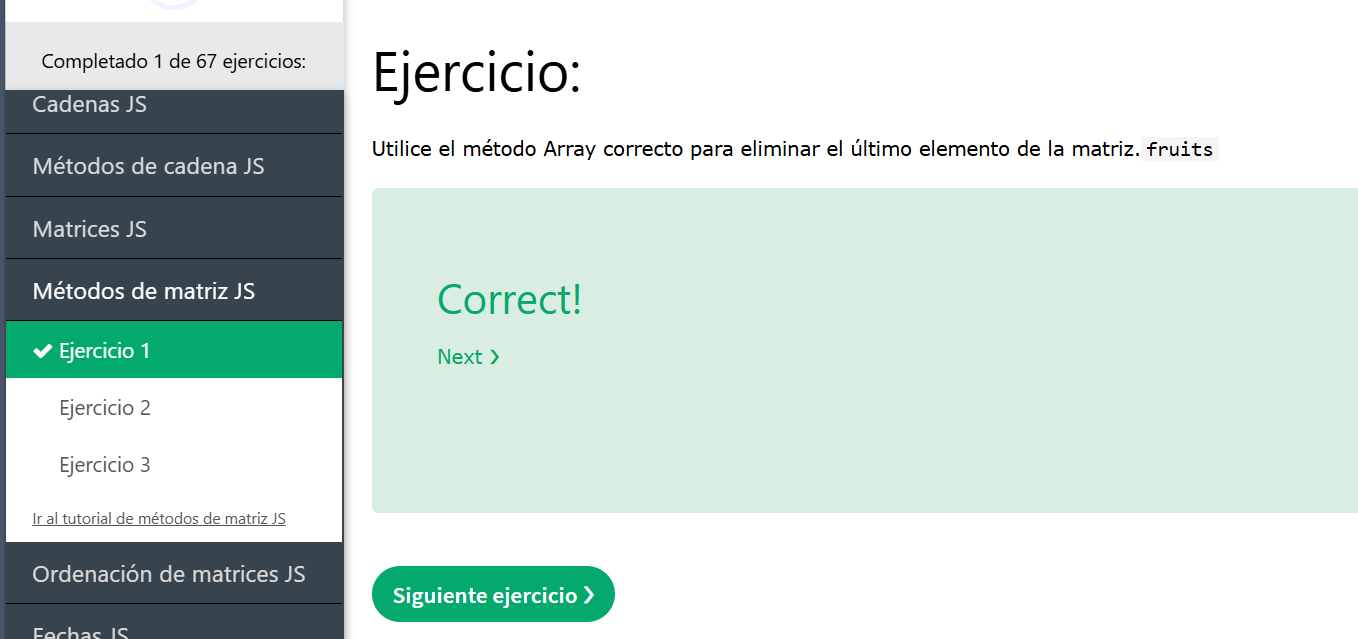 Completado 1 de 67 ejercicios:
Cadenas JS
Métodos de cadena JS
Matrices JS
Métodos de matriz JS
Ejercicio 1
Ejercicio 2
Ejercicio 3
Ir al tutorial de métodos de matriz JS
Ordenación de matrices JS
Fechas JS
Ejercicio:
Utilice el método Array correcto para eliminar el último elemento de la matriz. fruits
Correct!
Next ❯
Siguiente ejercicio ❯